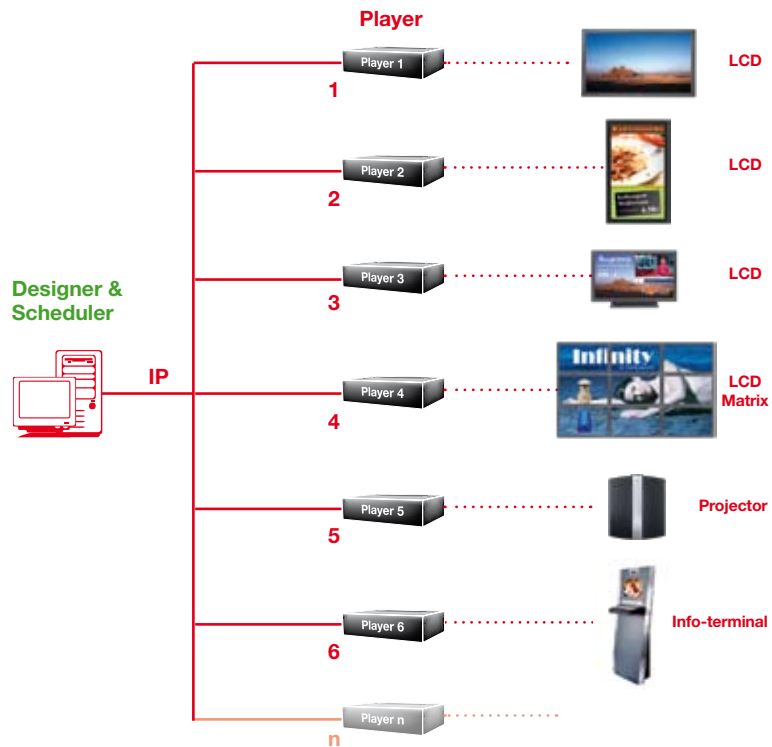 Player
Player 1
LCD
1
Player 2
LCD
2
Player 3
LCD
3
Designer &
Scheduler
IP
Player 4
Infinity
LCD
Matrix
4
Player 5
Projector
5
Player 6
Info-terminal
6
Player n
n